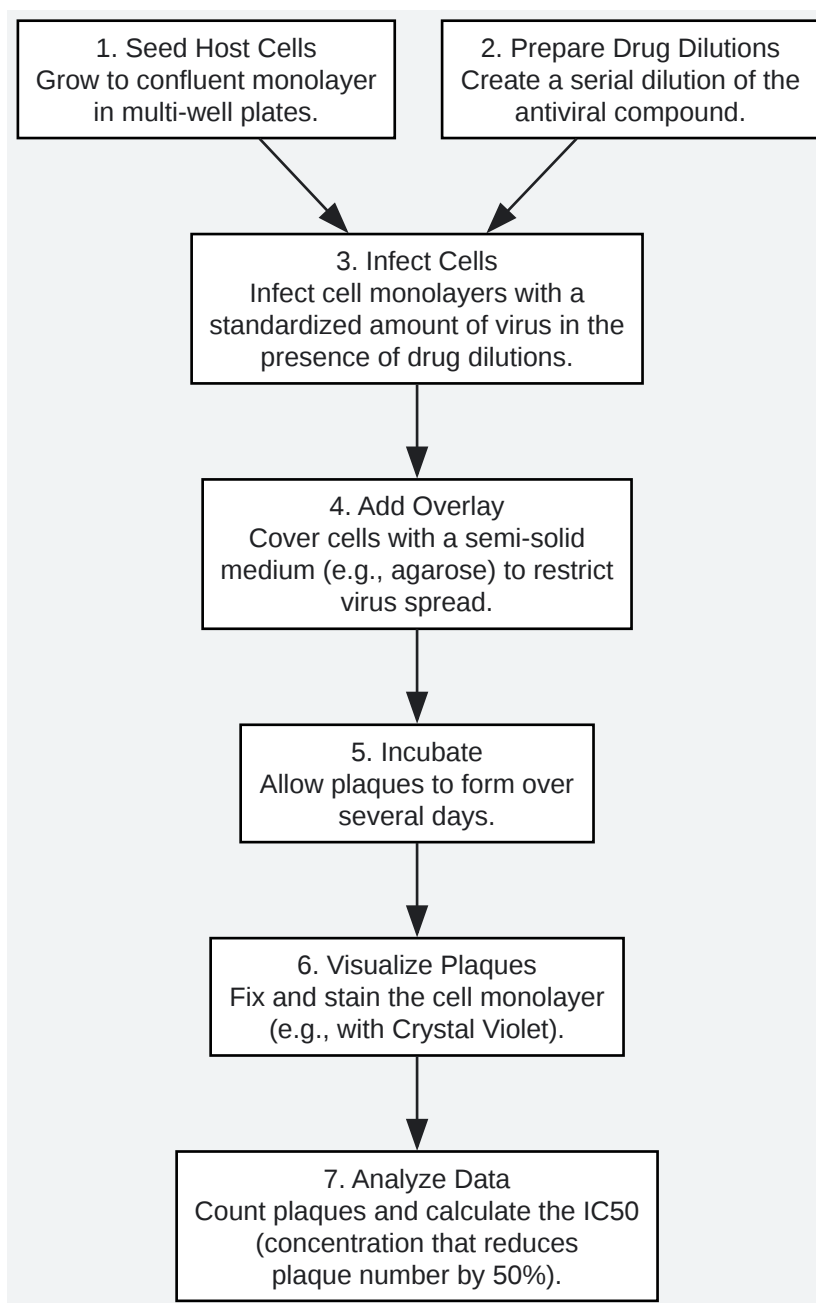 1. Seed Host Cells
Grow to confluent monolayer
in multi-well plates.
2. Prepare Drug Dilutions
Create a serial dilution of the
antiviral compound.
3. Infect Cells
Infect cell monolayers with a
standardized amount of virus in the
presence of drug dilutions.
4. Add Overlay
Cover cells with a semi-solid
medium (e.g., agarose) to restrict
virus spread.
5. Incubate
Allow plaques to form over
several days.
6. Visualize Plaques
Fix and stain the cell monolayer
(e.g., with Crystal Violet).
7. Analyze Data
Count plaques and calculate the IC50
(concentration that reduces
plaque number by 50%).